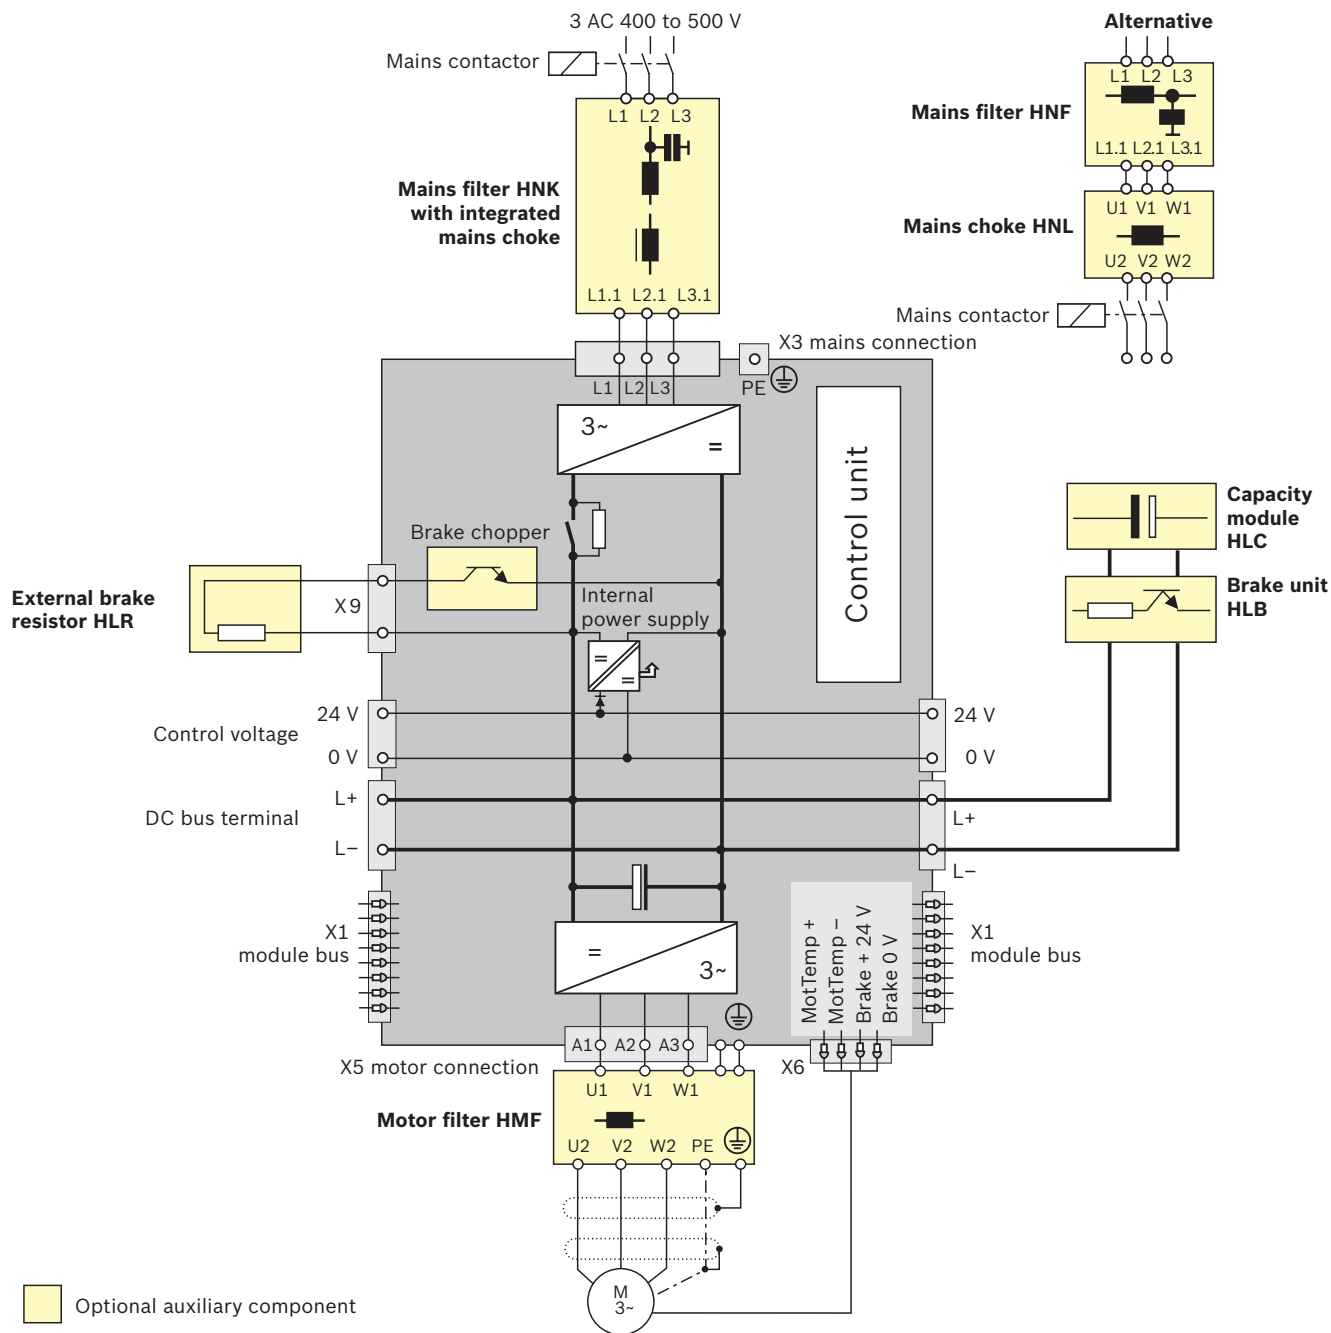 3 AC 400 to 500 V
Alternative
Mains contactor
L1 L2 L3
L1 L2 L3
Mains filter HNF
L1.1 L2.1 L3.1
Mains filter HNK
with integrated
mains choke
U1 V1 W1
Mains choke HNL
U2 V2 W2
L1.1 L2.1 L3.1
Mains contactor
X3 mains connection
L1 L2 L3
PE
3~
=
Control unit
Capacity
module
HLC
Brake chopper
External brake
resistor HLR
X9
Internal
power supply
=
=
Brake unit
HLB
24 V
24 V
Control voltage
0 V
0 V
L+
L+
DC bus terminal
L−
L−
X1
module bus
=
3~
MotTemp +
MotTemp −
Brake + 24 V
Brake 0 V
X1
module bus
A1 A2 A3
X5 motor connection
X6
U1 V1 W1
Motor filter HMF
U2 V2 W2 PE
M
3~
Optional auxiliary component